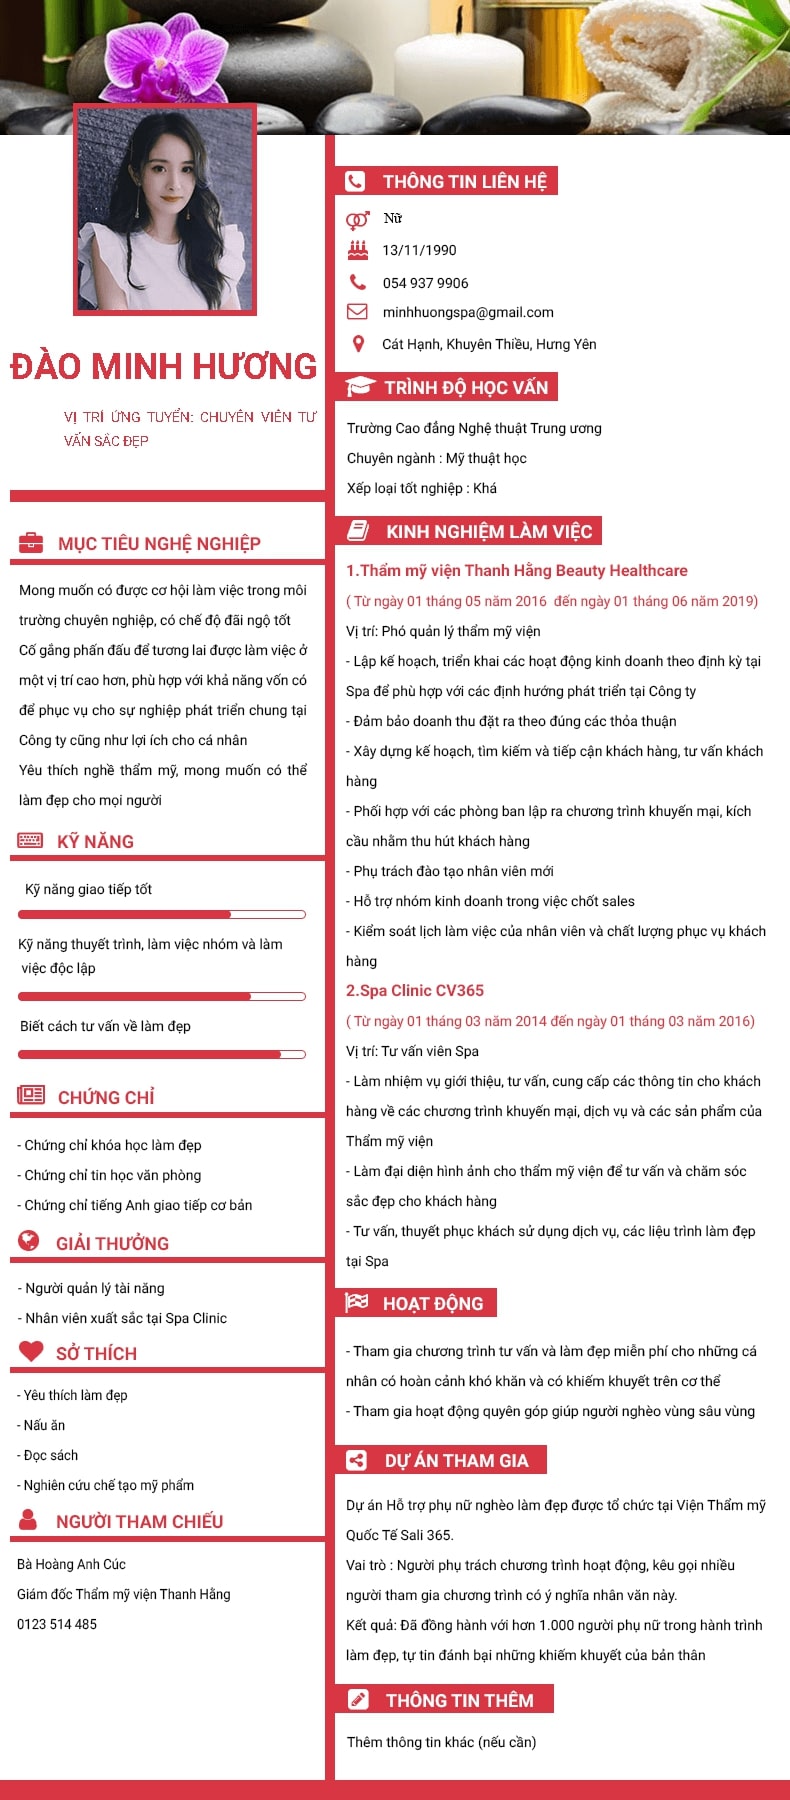 ĐÀO MINH HƯƠNG
VỊ TRÍ ỨNG TUYỂN: CHUYÊN VIÊN TƯ
VẤN SẮC ĐẸP
MỤC TIÊU NGHỀ NGHIỆP
Mong muốn có được cơ hội làm việc trong môi
trường chuyên nghiệp, có chế độ đãi ngộ tốt
Cố gắng phấn đấu để tương lai được làm việc ở
một vị trí cao hơn, phù hợp với khả năng vốn có
để phục vụ cho sự nghiệp phát triển chung tại
Công ty cũng như lợi ích cho cá nhân
Yêu thích nghề thẩm mỹ, mong muốn có thể
làm đẹp cho mọi người
KỸ NĂNG
Kỹ năng giao tiếp tốt
Kỹ năng thuyết trình, làm việc nhóm và làm
việc độc lập
Biết cách tư vấn về làm đẹp
CHỨNG CHỈ
- Chứng chỉ khóa học làm đẹp
- Chứng chỉ tin học văn phòng
- Chứng chỉ tiếng Anh giao tiếp cơ bản
GIẢI THƯỞNG
- Người quản lý tài năng
- Nhân viên xuất sắc tại Spa Clinic
SỞ THÍCH
- Yêu thích làm đẹp
- Nấu ăn
- Đọc sách
- Nghiên cứu chế tạo mỹ phẩm
NGƯỜI THAM CHIẾU
Bà Hoàng Anh Cúc
Giám đốc Thẩm mỹ viện Thanh Hằng
0123 514 485
THÔNG TIN LIÊN HỆ
Nữ
13/11/1990
054 937 9906
minhhuongspa@gmail.com
Cát Hạnh, Khuyên Thiều, Hưng Yên
TRÌNH ĐỘ HỌC VẤN
Trường Cao đẳng Nghệ thuật Trung ương
Chuyên ngành : Mỹ thuật học
Xếp loại tốt nghiệp : Khá
KINH NGHIỆM LÀM VIỆC
1.Thẩm mỹ viện Thanh Hằng Beauty Healthcare
( Từ ngày 01 tháng 05 năm 2016  đến ngày 01 tháng 06 năm 2019)
Vị trí: Phó quản lý thẩm mỹ viện
- Lập kế hoạch, triển khai các hoạt động kinh doanh theo định kỳ tại
Spa để phù hợp với các định hướng phát triển tại Công ty
- Đảm bảo doanh thu đặt ra theo đúng các thỏa thuận
- Xây dựng kế hoạch, tìm kiếm và tiếp cận khách hàng, tư vấn khách
hàng
- Phối hợp với các phòng ban lập ra chương trình khuyến mại, kích
cầu nhằm thu hút khách hàng
- Phụ trách đào tạo nhân viên mới
- Hỗ trợ nhóm kinh doanh trong việc chốt sales
- Kiểm soát lịch làm việc của nhân viên và chất lượng phục vụ khách
hàng
2.Spa Clinic CV365
( Từ ngày 01 tháng 03 năm 2014 đến ngày 01 tháng 03 năm 2016)
Vị trí: Tư vấn viên Spa
- Làm nhiệm vụ giới thiệu, tư vấn, cung cấp các thông tin cho khách
hàng về các chương trình khuyến mại, dịch vụ và các sản phẩm của
Thẩm mỹ viện
- Làm đại diện hình ảnh cho thẩm mỹ viện để tư vấn và chăm sóc
sắc đẹp cho khách hàng
- Tư vấn, thuyết phục khách sử dụng dịch vụ, các liệu trình làm đẹp
tại Spa
HOẠT ĐỘNG
- Tham gia chương trình tư vấn và làm đẹp miễn phí cho những cá
nhân có hoàn cảnh khó khăn và có khiếm khuyết trên cơ thể
- Tham gia hoạt động quyên góp giúp người nghèo vùng sâu vùng
DỰ ÁN THAM GIA
Dự án Hỗ trợ phụ nữ nghèo làm đẹp được tổ chức tại Viện Thẩm mỹ
Quốc Tế Sali 365.
Vai trò : Người phụ trách chương trình hoạt động, kêu gọi nhiều
người tham gia chương trình có ý nghĩa nhân văn này.
Kết quả: Đã đồng hành với hơn 1.000 người phụ nữ trong hành trình
làm đẹp, tự tin đánh bại những khiếm khuyết của bản thân
THÔNG TIN THÊM
Thêm thông tin khác (nếu cần)